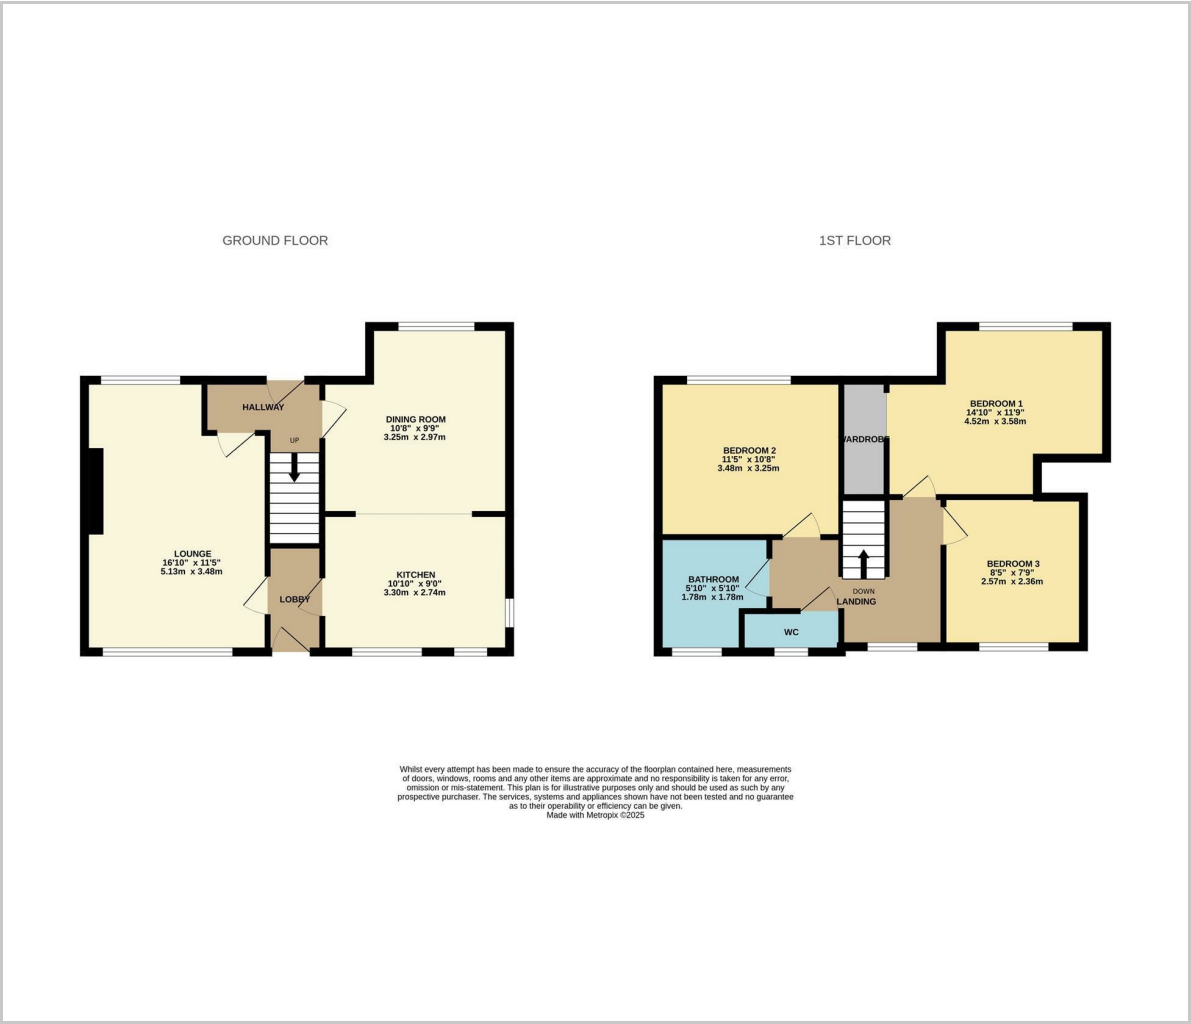 GROUND FLOOR
HALLWAY
UP
DINING ROOM
10'8" x 9'9"
3.25m x 2.97m
LOUNGE
16'10" x 11'5"
5.13m x 3.48m
LOBBY
KITCHEN
10'10" x 9'0"
3.30m x 2.74m
1ST FLOOR
BEDROOM 1
14'10" x 11'9"
4.52m x 3.58m
WARDROBE
BEDROOM 2
11'5" x 10'8"
3.48m x 3.25m
BEDROOM 3
8'5" x 7'9"
2.57m x 2.36m
BATHROOM
5'10" x 5'10"
1.78m x 1.78m
DOWN
LANDING
WC
Whilst every attempt has been made to ensure the accuracy of the floorplan contained here, measurements
of doors, windows, rooms and any other items are approximate and no responsibility is taken for any error,
omission or mis-statement. This plan is for illustrative purposes only and should be used as such by any
prospective purchaser. The services, systems and appliances shown have not been tested and no guarantee
as to their operability or efficiency can be given.
Made with Metropix ©2025